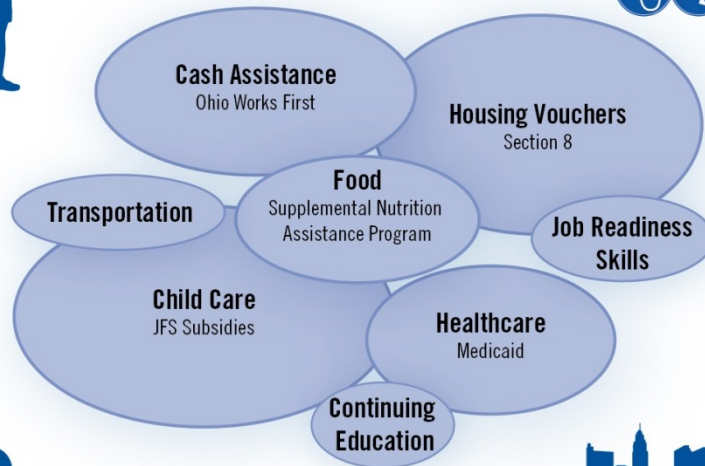 Cash Assistance
Ohio Works First
Housing Vouchers
Section 8
Food
Supplemental Nutrition
Assistance Program
Transportation
Job Readiness
Skills
Child Care
JFS Subsidies
Healthcare
Medicaid
Continuing
Education